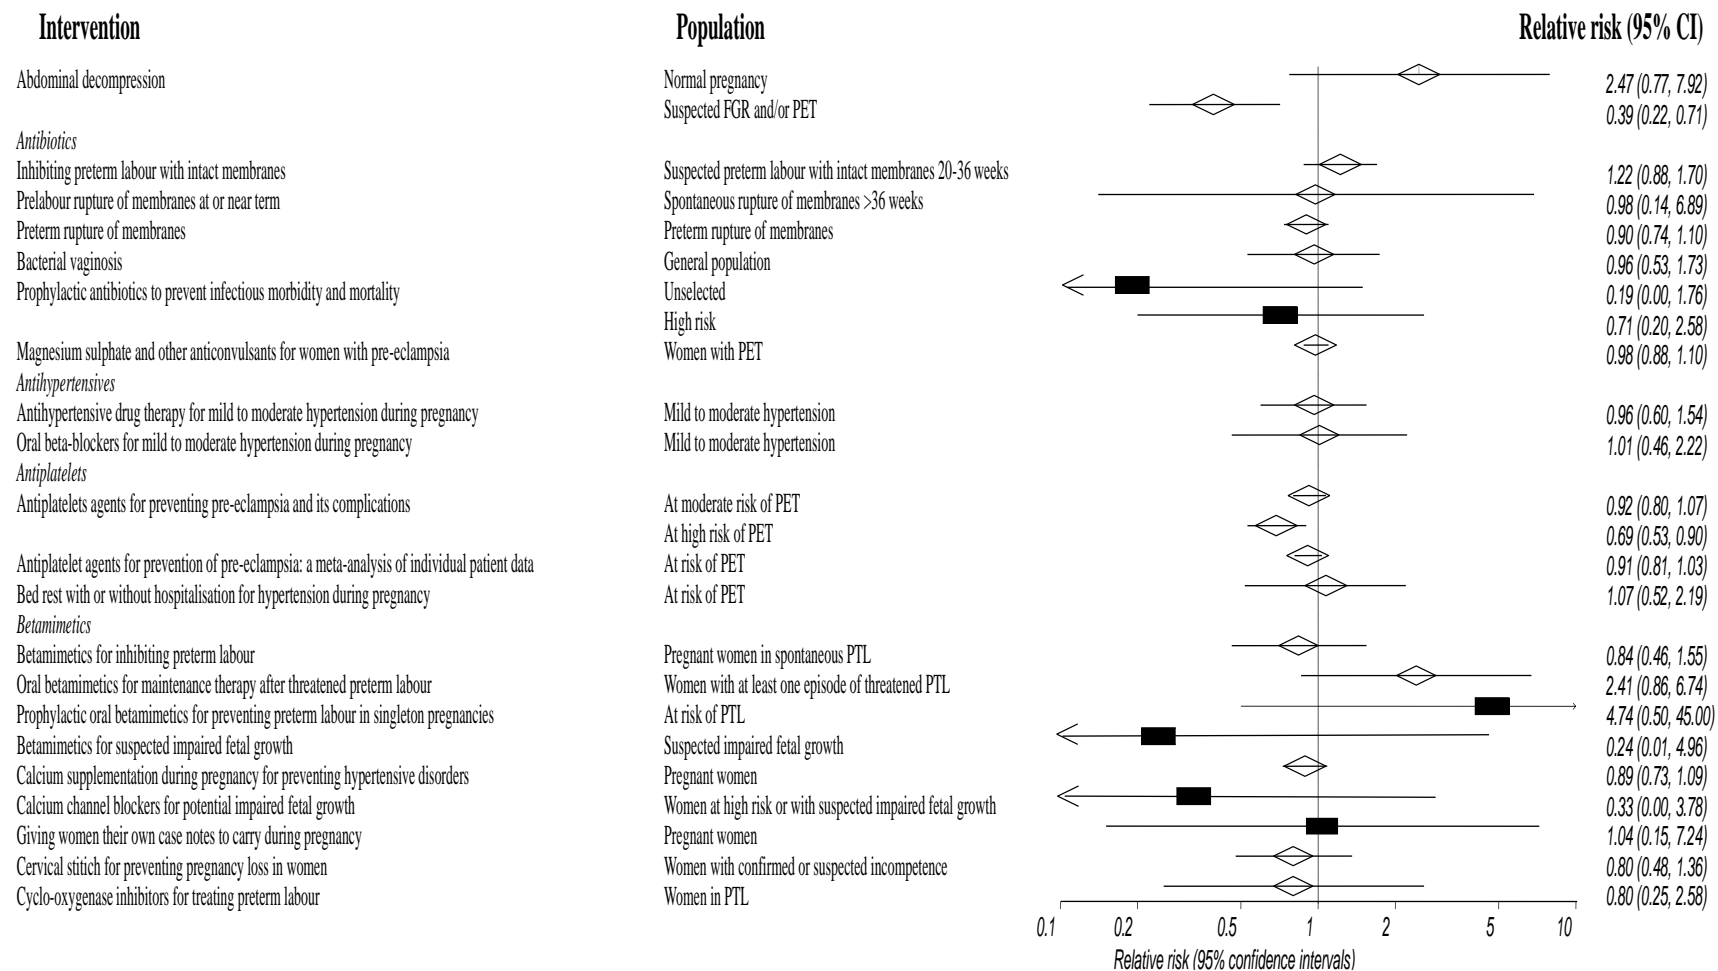 Intervention Population Relative risk (95% CI)
Abdominal decompression Normal pregnancy 2.47 (0.77, 7.92)
Suspected FGR and/or PET 0.39 (0.22, 0.71)
Antibiotics
Inhibiting preterm labour with intact membranes Suspected preterm labour with intact membranes 20-36 weeks 1.22 (0.88, 1.70)
Prelabour rupture of membranes at or near term Spontaneous rupture of membranes >36 weeks 0.98 (0.14, 6.89)
Preterm rupture of membranes Preterm rupture of membranes 0.90 (0.74, 1.10)
Bacterial vaginosis General population 0.96 (0.53, 1.73)
Prophylactic antibiotics to prevent infectious morbidity and mortality Unselected 0.19 (0.00, 1.76)
High risk 0.71 (0.20, 2.58)
Magnesium sulphate and other anticonvulsants for women with pre-eclampsia Women with PET 0.98 (0.88, 1.10)
Antihypertensives
Antihypertensive drug therapy for mild to moderate hypertension during pregnancy Mild to moderate hypertension 0.96 (0.60, 1.54)
Oral beta-blockers for mild to moderate hypertension during pregnancy Mild to moderate hypertension 1.01 (0.46, 2.22)
Antiplatelets
Antiplatelets agents for preventing pre-eclampsia and its complications At moderate risk of PET 0.92 (0.80, 1.07)
At high risk of PET 0.69 (0.53, 0.90)
Antiplatelet agents for prevention of pre-eclampsia: a meta-analysis of individual patient data At risk of PET 0.91 (0.81, 1.03)
Bed rest with or without hospitalisation for hypertension during pregnancy At risk of PET 1.07 (0.52, 2.19)
Betamimetics
Betamimetics for inhibiting preterm labour Pregnant women in spontaneous PTL 0.84 (0.46, 1.55)
Oral betamimetics for maintenance therapy after threatened preterm labour Women with at least one episode of threatened PTL 2.41 (0.86, 6.74)
Prophylactic oral betamimetics for preventing preterm labour in singleton pregnancies At risk of PTL 4.74 (0.50, 45.00)
Betamimetics for suspected impaired fetal growth Suspected impaired fetal growth 0.24 (0.01, 4.96)
Calcium supplementation during pregnancy for preventing hypertensive disorders Pregnant women 0.89 (0.73, 1.09)
Calcium channel blockers for potential impaired fetal growth Women at high risk or with suspected impaired fetal growth 0.33 (0.00, 3.78)
Giving women their own case notes to carry during pregnancy Pregnant women 1.04 (0.15, 7.24)
Cervical stitch for preventing pregnancy loss in women Women with confirmed or suspected incompetence 0.80 (0.48, 1.36)
Cyclo-oxygenase inhibitors for treating preterm labour Women in PTL 0.80 (0.25, 2.58)
0.1 0.2 0.5 1 2 5 10
Relative risk (95% confidence intervals)